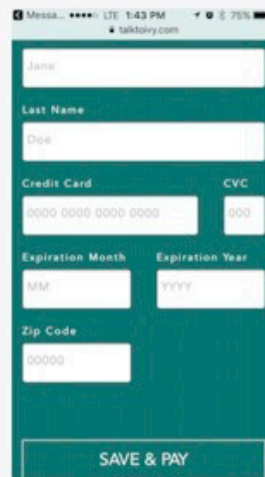 Messa... LTE 1:43 PM 75%
talktoivy.com
Jane
Last Name
Doe
Credit Card CVC
0000 0000 0000 0000 000
Expiration Month Expiration Year
MM YYYY
Zip Code
00000
SAVE & PAY